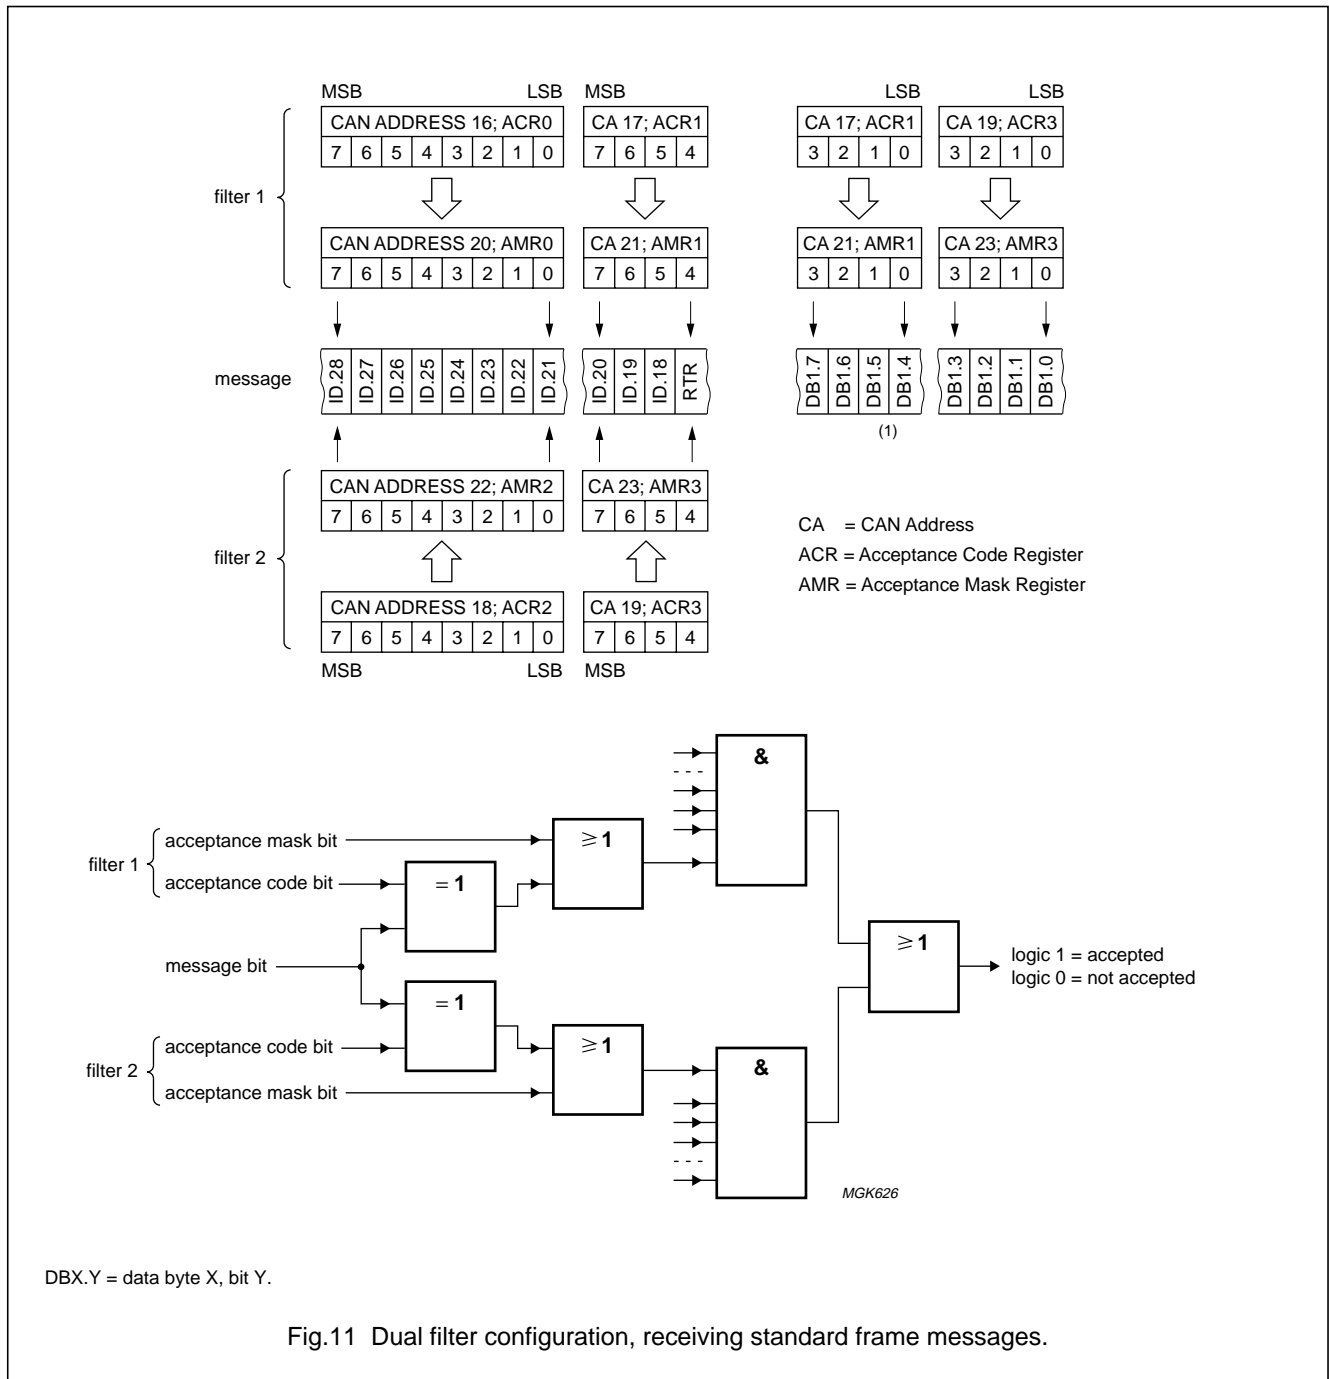 MSB LSB MSB LSB LSB
CAN ADDRESS 16; ACR0 CA 17; ACR1 CA 17; ACR1 CA 19; ACR3
7 6 5 4 3 2 1 0 7 6 5 4 3 2 1 0 3 2 1 0
filter 1
CAN ADDRESS 20; AMR0 CA 21; AMR1 CA 21; AMR1 CA 23; AMR3
7 6 5 4 3 2 1 0 7 6 5 4 3 2 1 0 3 2 1 0
message ID.28 ID.27 ID.26 ID.25 ID.24 ID.23 ID.22 ID.21 ID.20 ID.19 ID.18 RTR DB1.7 DB1.6 DB1.5 DB1.4 DB1.3 DB1.2 DB1.1 DB1.0
(1)
CAN ADDRESS 22; AMR2 CA 23; AMR3
7 6 5 4 3 2 1 0 7 6 5 4
filter 2
CAN ADDRESS 18; ACR2 CA 19; ACR3
7 6 5 4 3 2 1 0 7 6 5 4
MSB LSB MSB
CA = CAN Address
ACR = Acceptance Code Register
AMR = Acceptance Mask Register
&
filter 1
acceptance mask bit
≥ 1
acceptance code bit
= 1
message bit
≥ 1
logic 1 = accepted
logic 0 = not accepted
= 1
filter 2
acceptance code bit
≥ 1
&
acceptance mask bit
MGK626
DBX.Y = data byte X, bit Y.
Fig.11 Dual filter configuration, receiving standard frame messages.